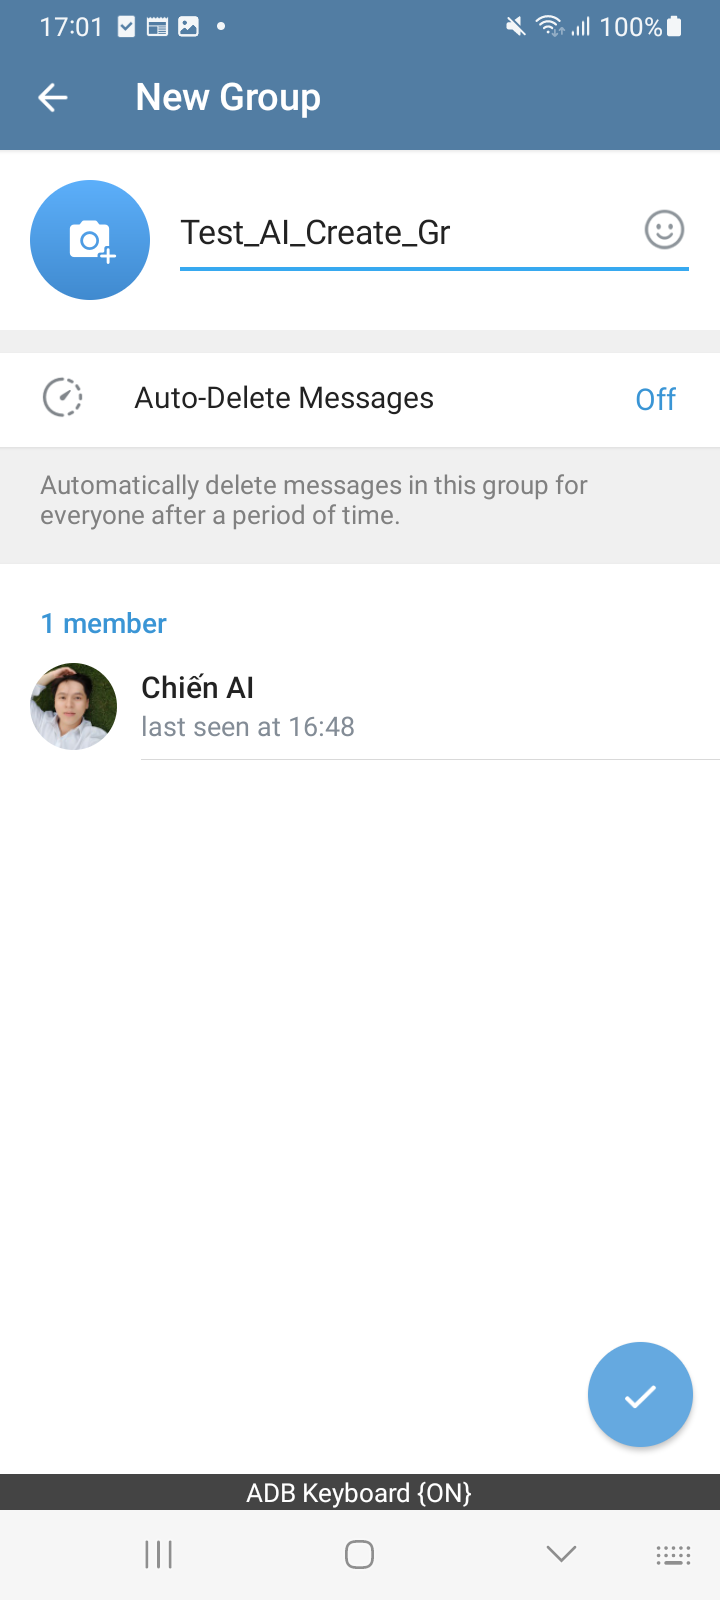 17:01
100%
New Group
Test_AI_Create_Gr
Auto-Delete Messages
Off
Automatically delete messages in this group for
everyone after a period of time.
1 member
Chiến AI
last seen at 16:48
ADB Keyboard {ON}